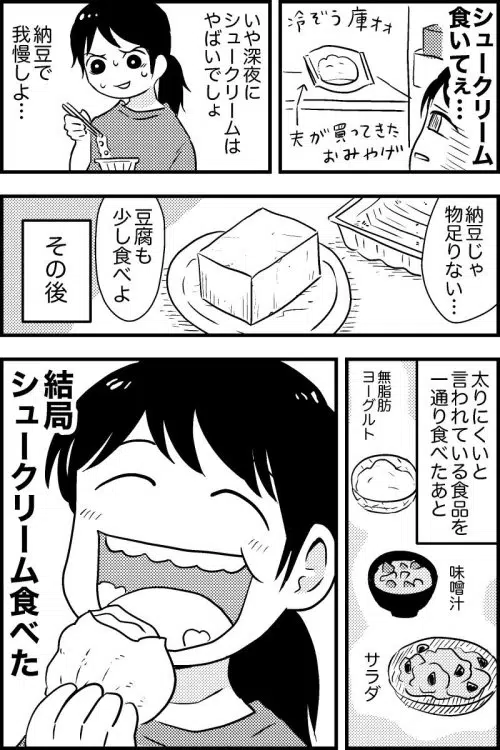 シュークリーム
食いてぇ…
冷ぞう庫
夫が買ってきた
おみやげ
いや深夜に
シュークリームは
やばいでしょ
納豆で
我慢しよ…
納豆じゃ
物足りない…
豆腐も
少し食べよ
その後
太りにくいと
言われている食品を
一通り食べたあと
無脂肪
ヨーグルト
味噌汁
サラダ
結局
シュークリーム食べた